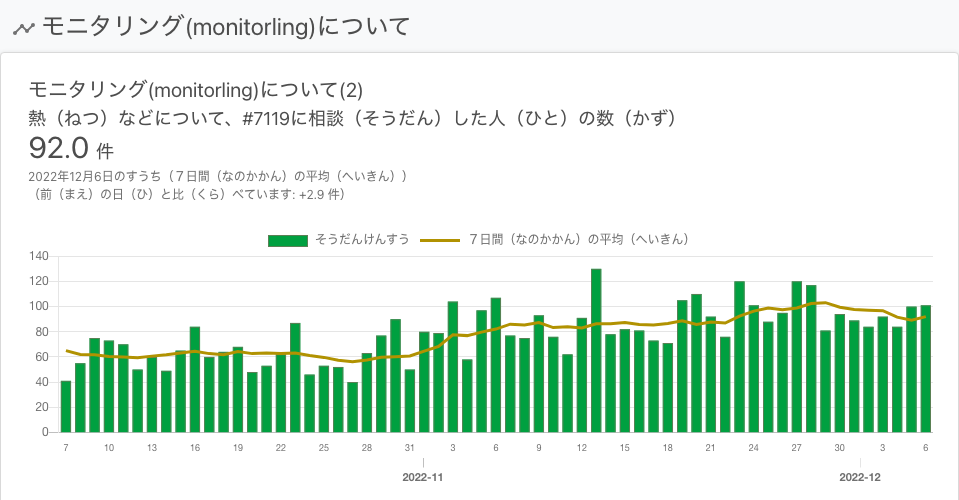 モニタリング(monitorling)について
モニタリング(monitorling)について(2)
熱（ねつ）などについて、#7119に相談（そうだん）した人（ひと）の数（かず）
92.0 件
2022年12月6日のすうち（７日間（なのかかん）の平均（へいきん））
（前（まえ）の日（ひ）と比（くら）べています: +2.9 件）
そうだんけんすう ７日間（なのかかん）の平均（へいきん）
140
120
100
80
60
40
20
0
7 10 13 16 19 22 25 28 31 3 6 9 12 15 18 21 24 27 30 3 6
2022-11 2022-12